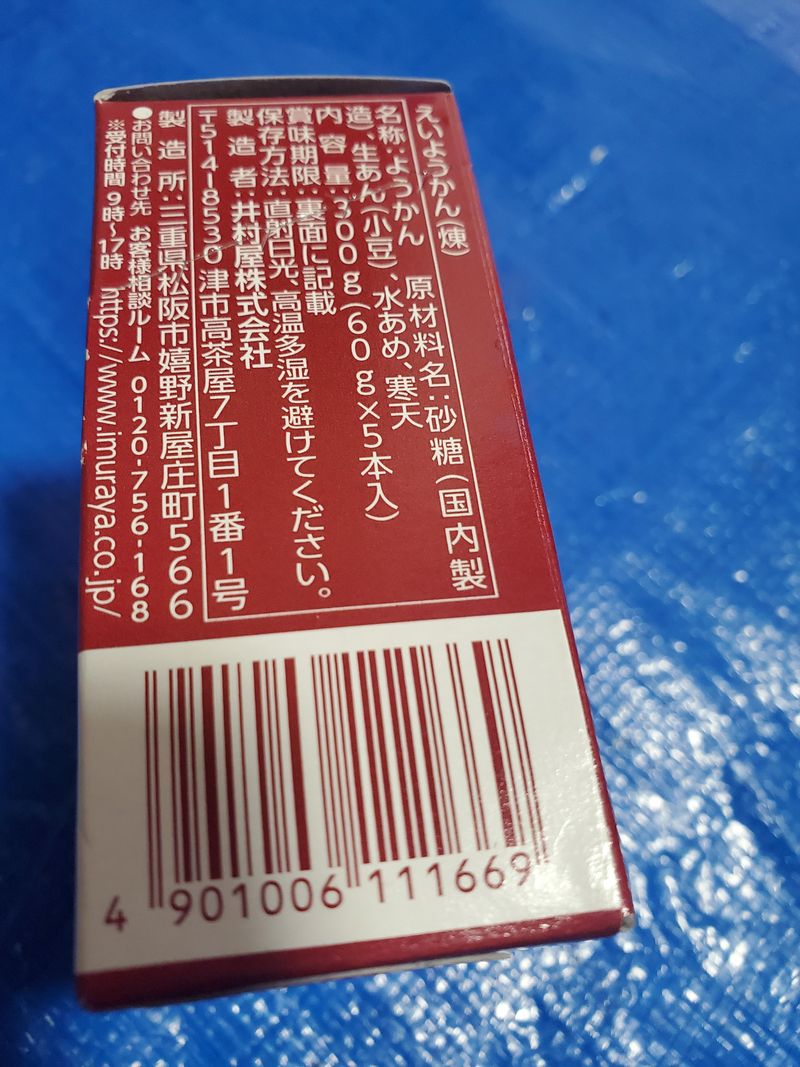 えいようかん(煉)
名称:ようかん 原材料名:砂糖(国内製
造)、生あん(小豆)、水あめ、寒天
内容量:300g(60g×5本入)
賞味期限:裏面に記載
保存方法:直射日光、高温多湿を避けてください。
製造者:井村屋株式会社
〒514-8530 津市高茶屋7丁目1番1号
製造所:三重県松阪市嬉野新屋庄町566
●お問い合わせ先 お客様相談ルーム 0120-756-168
※受付時間 9時~17時 https://www.imuraya.co.jp/
4 901006 111669